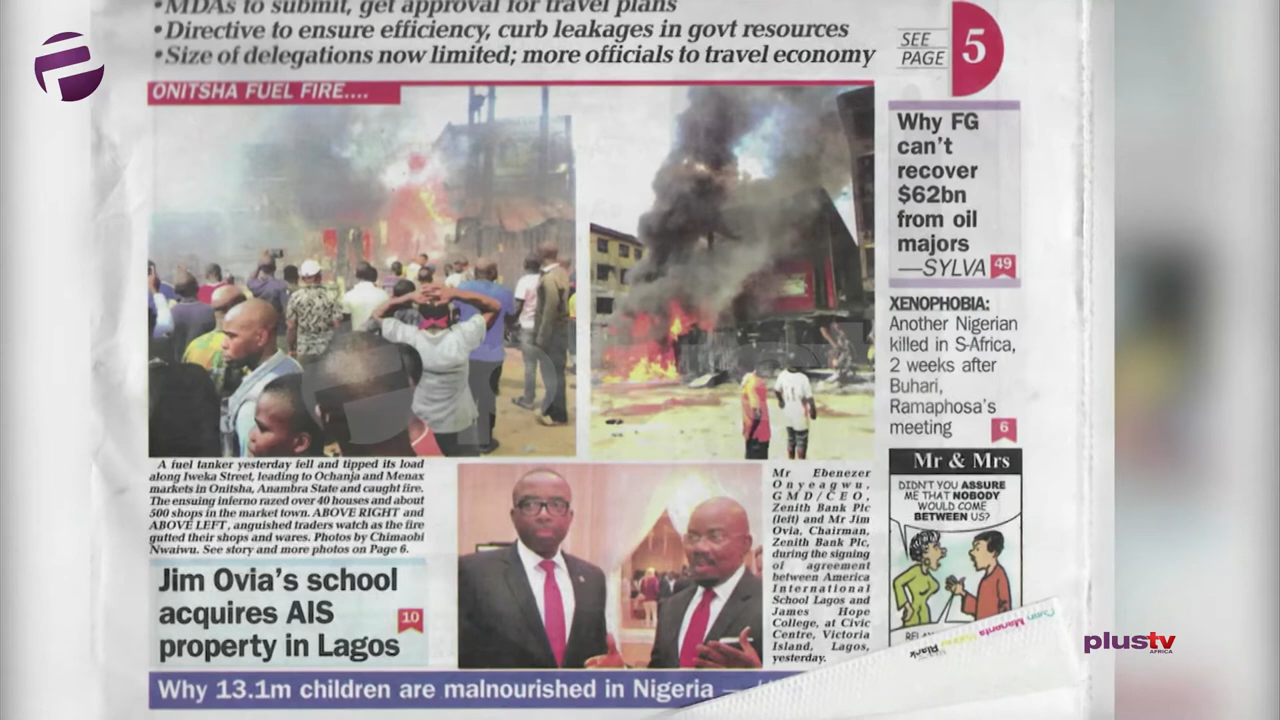 •MDAs to submit, get approval for travel plans
•Directive to ensure efficiency, curb leakages in govt resources
•Size of delegations now limited; more officials to travel economy
SEE
PAGE
5
ONITSHA FUEL FIRE....
Why FG
can't
recover
$62bn
from oil
majors
—SYLVA
49
XENOPHOBIA:
Another Nigerian
killed in S-Africa,
2 weeks after
Buhari,
Ramaphosa's
meeting
6
A fuel tanker yesterday fell and tipped its load
along Iweka Street, leading to Ochanja and Menax
markets in Onitsha, Anambra State and caught fire.
The ensuing inferno razed over 40 houses and about
500 shops in the market town. ABOVE RIGHT and
ABOVE LEFT, anguished traders watch as the fire
gutted their shops and wares. Photos by Chimaobi
Nwaiwu. See story and more photos on Page 6.
Jim Ovia's school
acquires AIS
property in Lagos
10
Mr Ebenezer
Onyeagwu,
GMD/CEO,
Zenith Bank Plc
(left) and Mr Jim
Ovia, Chairman,
Zenith Bank Plc,
during the signing
of agreement
between America
International
School Lagos and
James Hope
College, at Civic
Centre, Victoria
Island, Lagos,
yesterday.
Mr & Mrs
DIDN'T YOU ASSURE
ME THAT NOBODY
WOULD COME
BETWEEN US?
Why 13.1m children are malnourished in Nigeria —
plustv
AFRICA